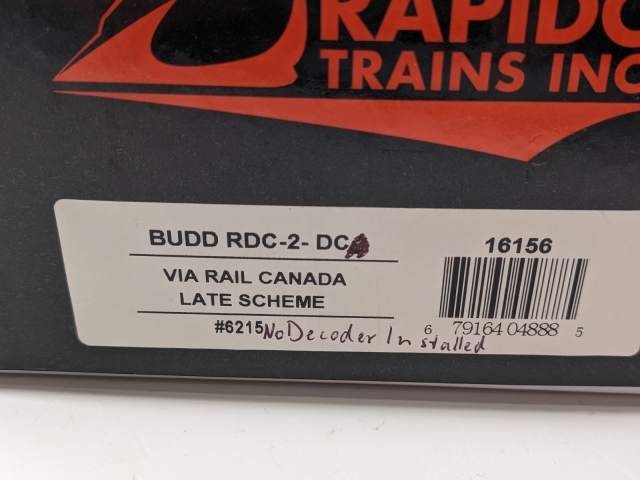 RAPIDO
TRAINS INC
BUDD RDC-2- DC
16156
VIA RAIL CANADA
LATE SCHEME
#6215 No Decoder Installed
6 79164 04888 5